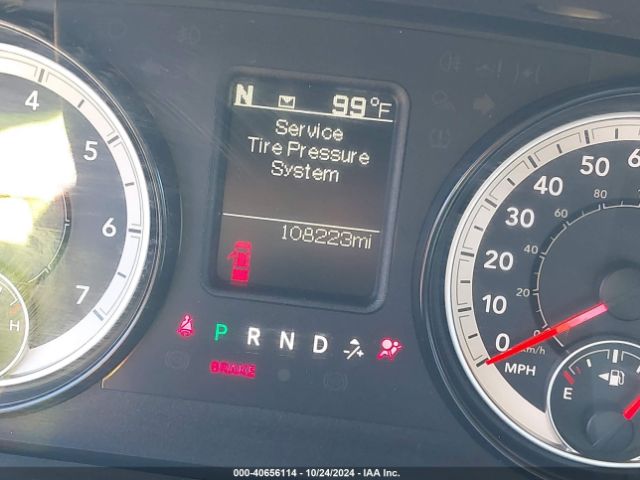 N 99°F
Service
Tire Pressure
System
108223mi
4
5
6
7
H
P R N D
BRAKE
0
10
20
30
40
50
0
20
40
60
80
km/h
MPH
E
000-40656114 - 10/24/2024 - IAA Inc.